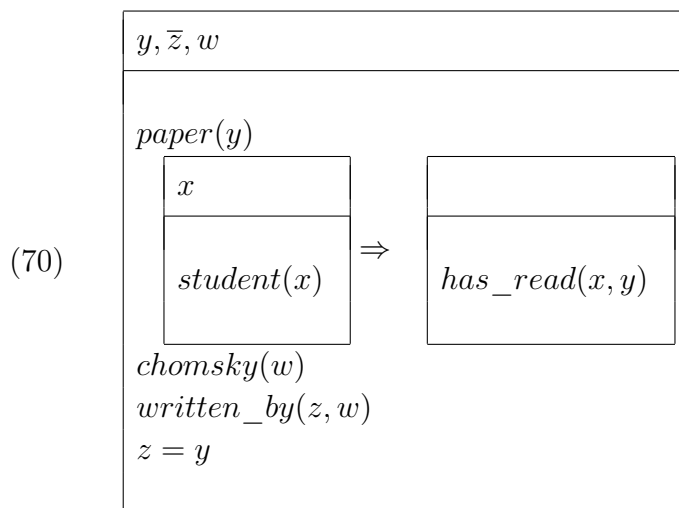 y, z̅, w
paper(y)
x
(70) student(x) ⇒ has_read(x, y)
chomsky(w)
written_by(z, w)
z = y